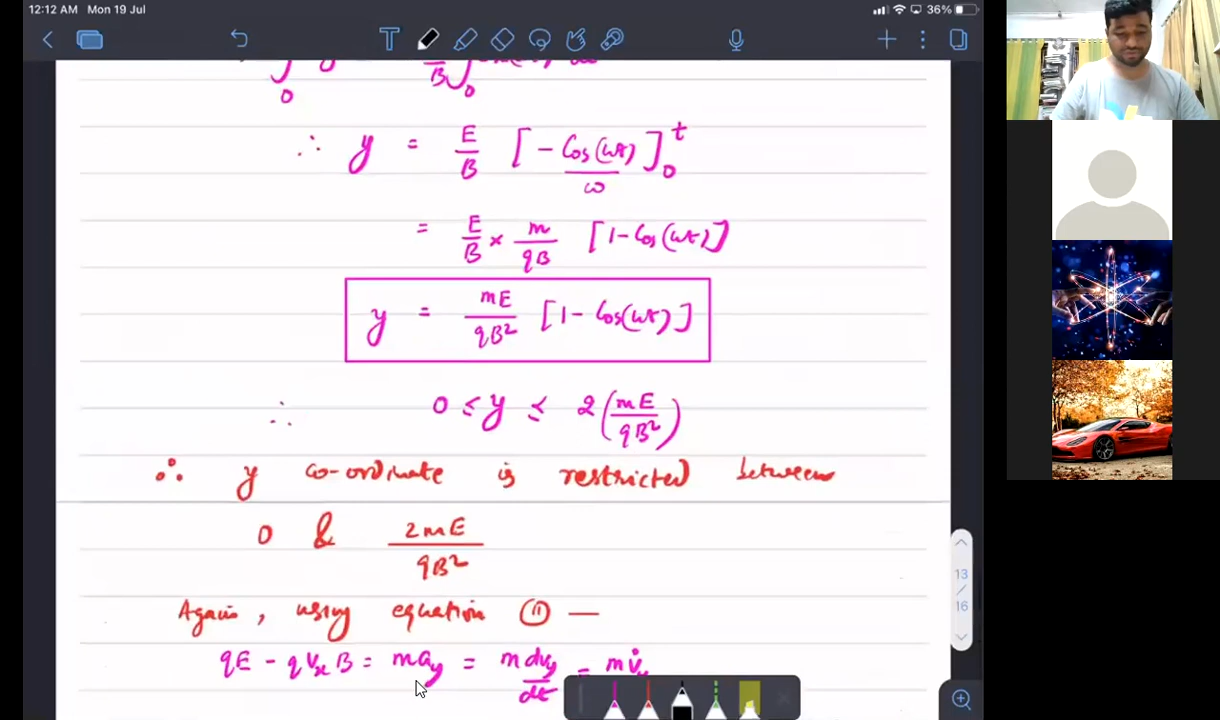 12:12 AM Mon 19 Jul 36%
T
0 B 0
∴ y = E/B [-Cos(ωt)/ω]₀ᵗ
= E/B × m/qB [1-Cos(ωt)]
y = mE/qB² [1-Cos(ωt)]
∴ 0 ≤ y ≤ 2(mE/qB²)
∴ y co-ordinate is restricted between
0 & 2mE/qB²
Again, using equation (11) —
qE - qVₓB = maᵧ = m dvᵧ/dt =
13
/
16